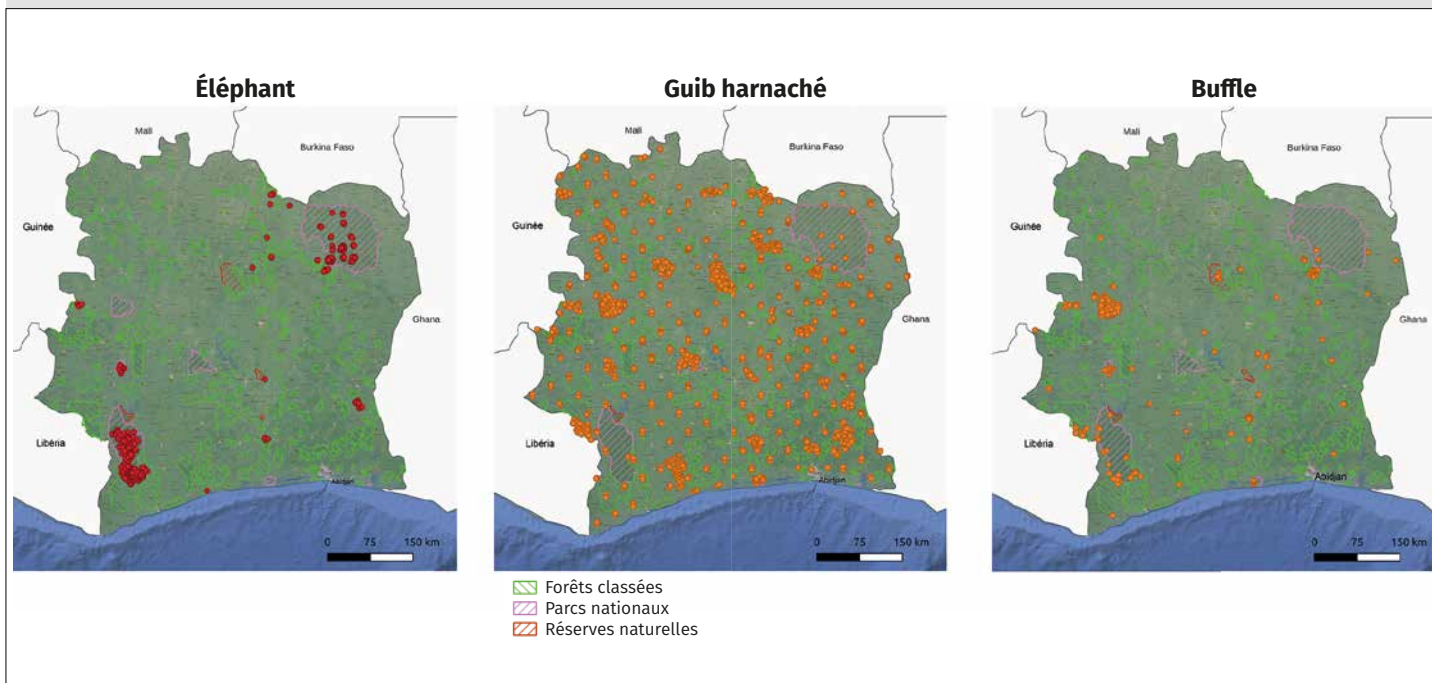 Éléphant
Guib harnaché
Buffle
Mali
Burkina Faso
Guinée
Ghana
Libéria
Abidjan
0 75 150 km
Mali
Burkina Faso
Guinée
Ghana
Libéria
Abidjan
0 75 150 km
Mali
Burkina Faso
Guinée
Ghana
Libéria
Abidjan
0 75 150 km
Forêts classées
Parcs nationaux
Réserves naturelles